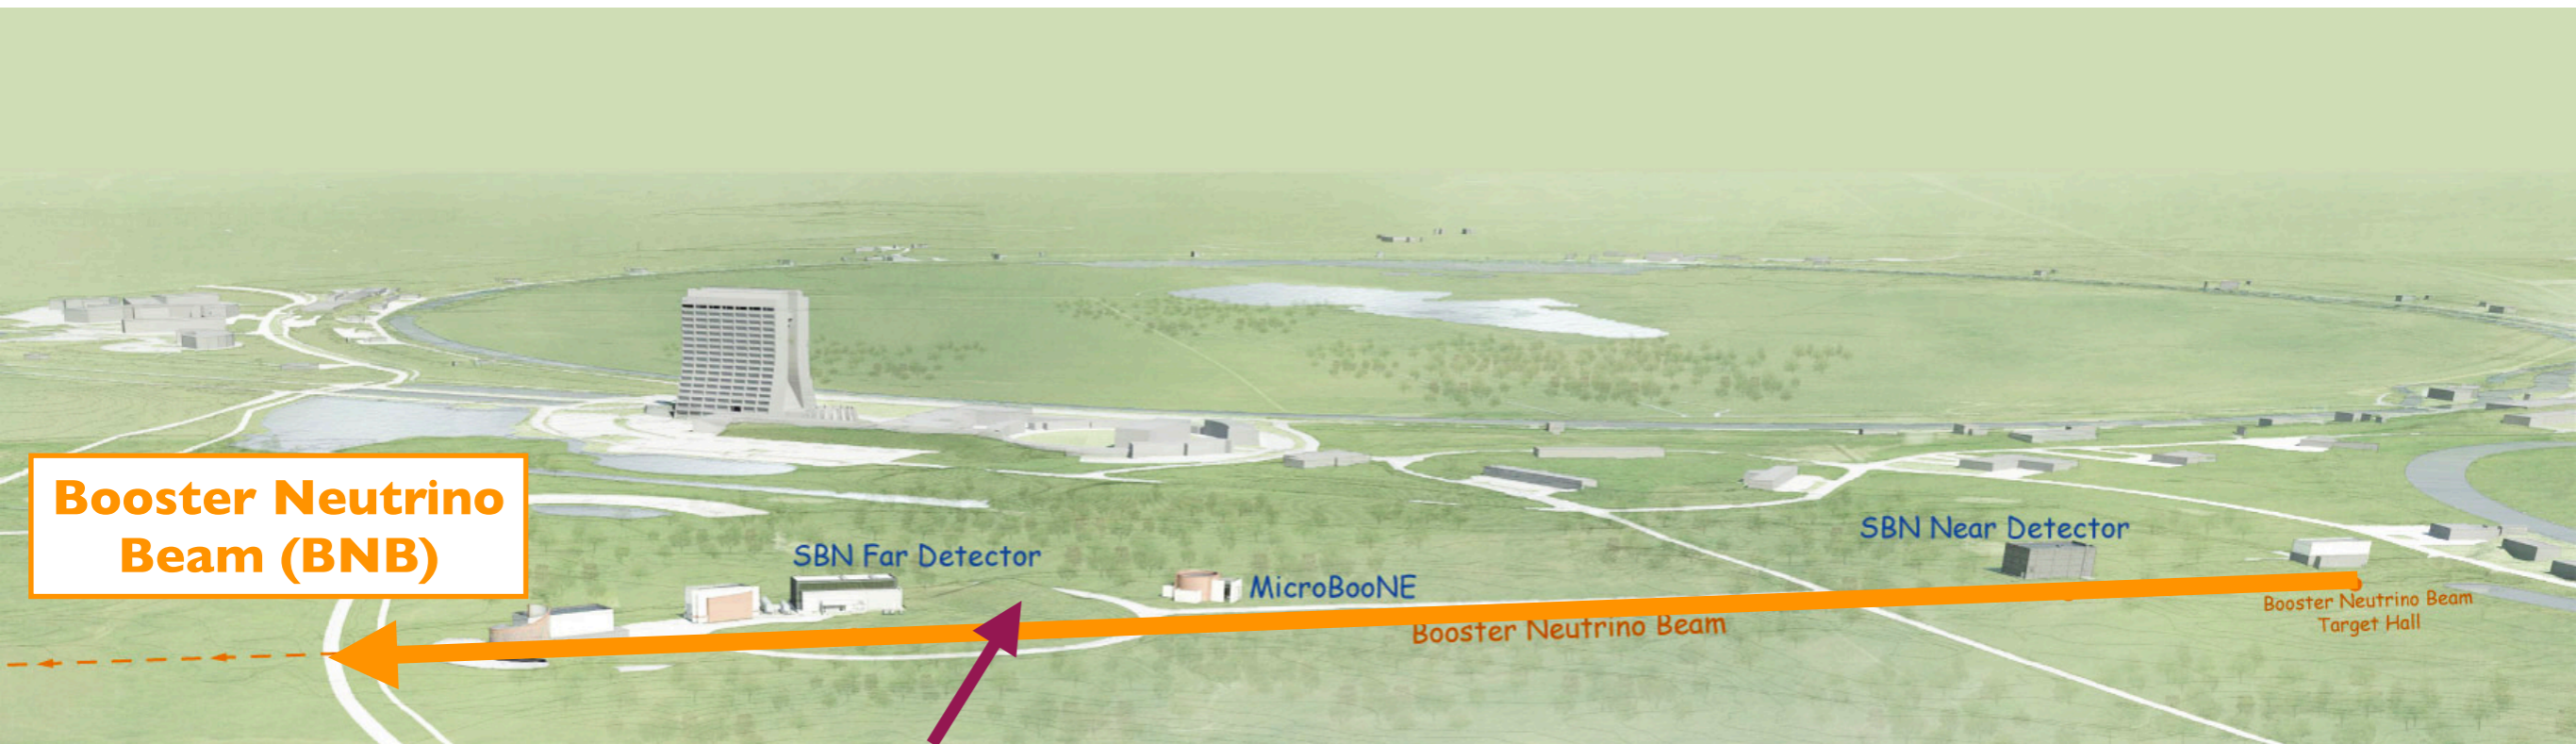 Booster Neutrino
Beam (BNB)
SBN Far Detector
MicroBooNE
SBN Near Detector
Booster Neutrino Beam
Booster Neutrino Beam
Target Hall